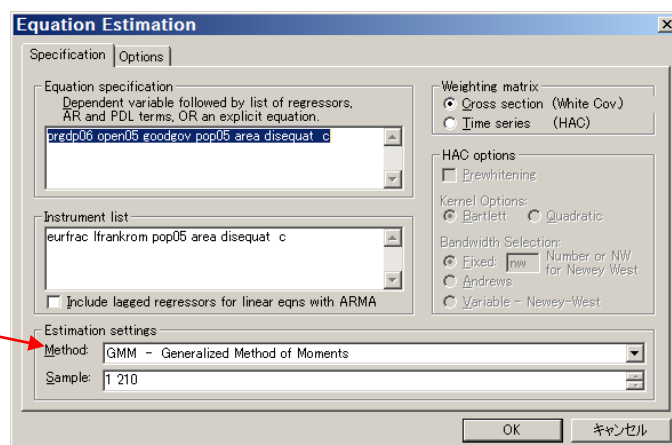 Equation Estimation
Specification
Options
Equation specification
Dependent variable followed by list of regressors,
AR and PDL terms, OR an explicit equation.
prgdp06 open05 goodgov pop05 area disequat c
Instrument list
eurfrac lfrankrom pop05 area disequat c
Include lagged regressors for linear eqns with ARMA
Weighting matrix
Cross section (White Cov.)
Time series (HAC)
HAC options
Prewhitening
Kernel Options:
Bartlett Quadratic
Bandwidth Selection:
Fixed: nw Number or NW
for Newey West
Andrews
Variable - Newey-West
Estimation settings
Method: GMM - Generalized Method of Moments
Sample: 1 210
OK キャンセル